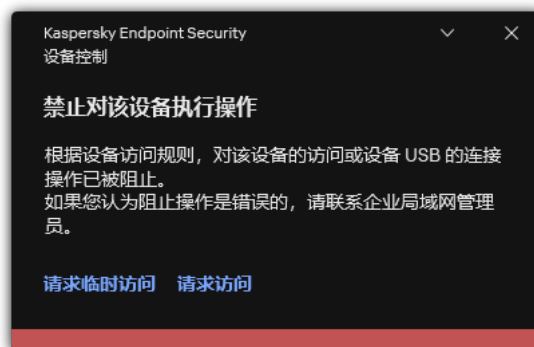 Kaspersky Endpoint Security
设备控制
禁止对该设备执行操作
根据设备访问规则，对该设备的访问或设备 USB 的连接
操作已被阻止。
如果您认为阻止操作是错误的，请联系企业局域网管理
员。
请求临时访问 请求访问